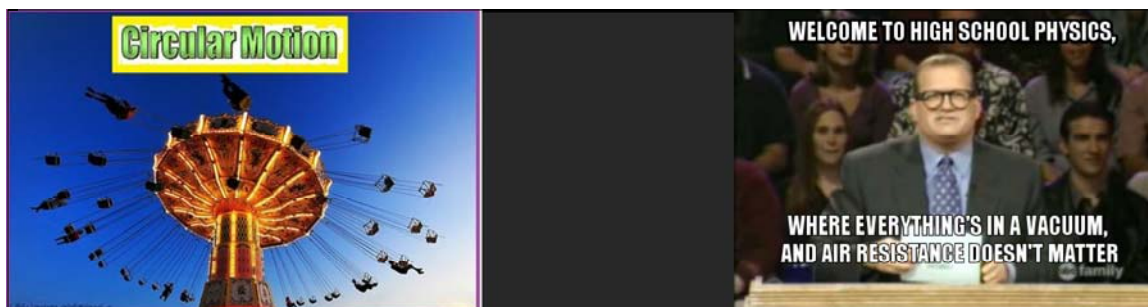 Circular Motion
WELCOME TO HIGH SCHOOL PHYSICS,
WHERE EVERYTHING'S IN A VACUUM,
AND AIR RESISTANCE DOESN'T MATTER
abc family